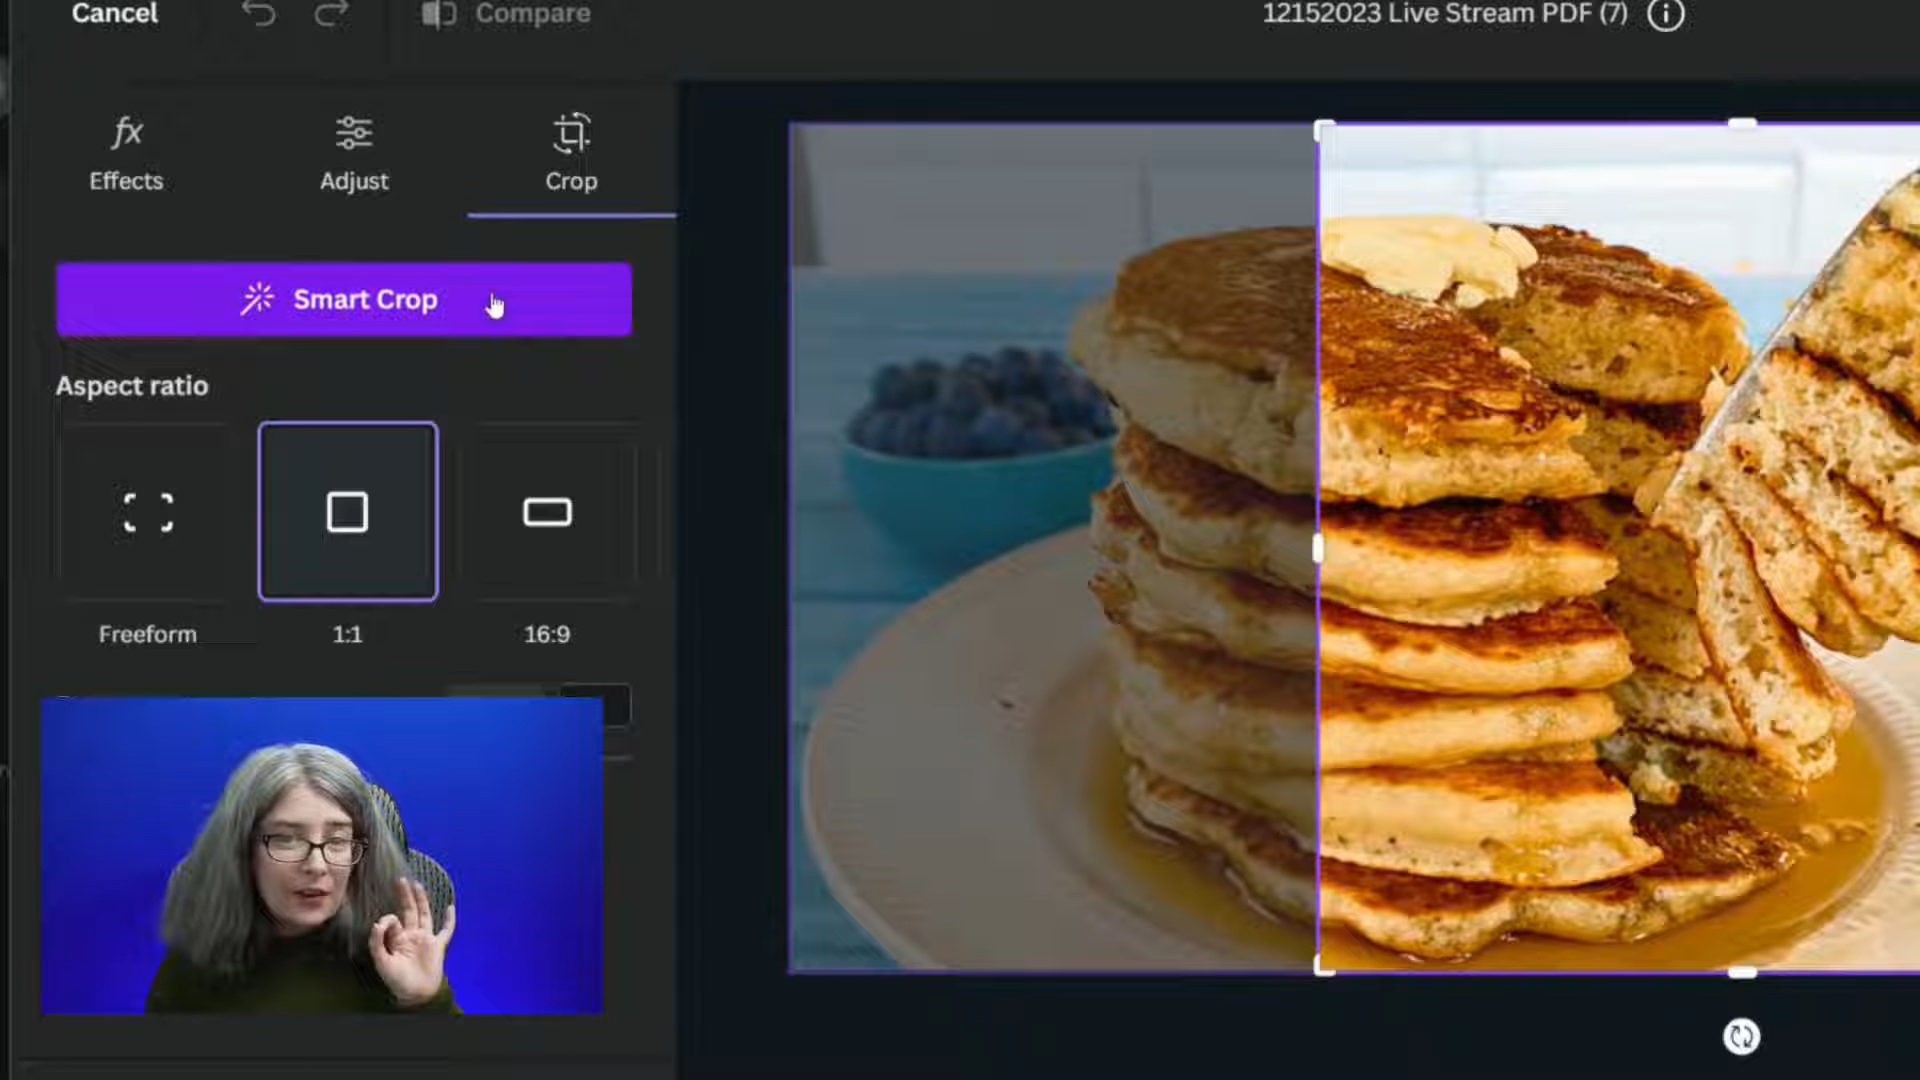 Cancel
Compare
12152023 Live Stream PDF (7)
fx
Effects
Adjust
Crop
Smart Crop
Aspect ratio
Freeform
1:1
16:9